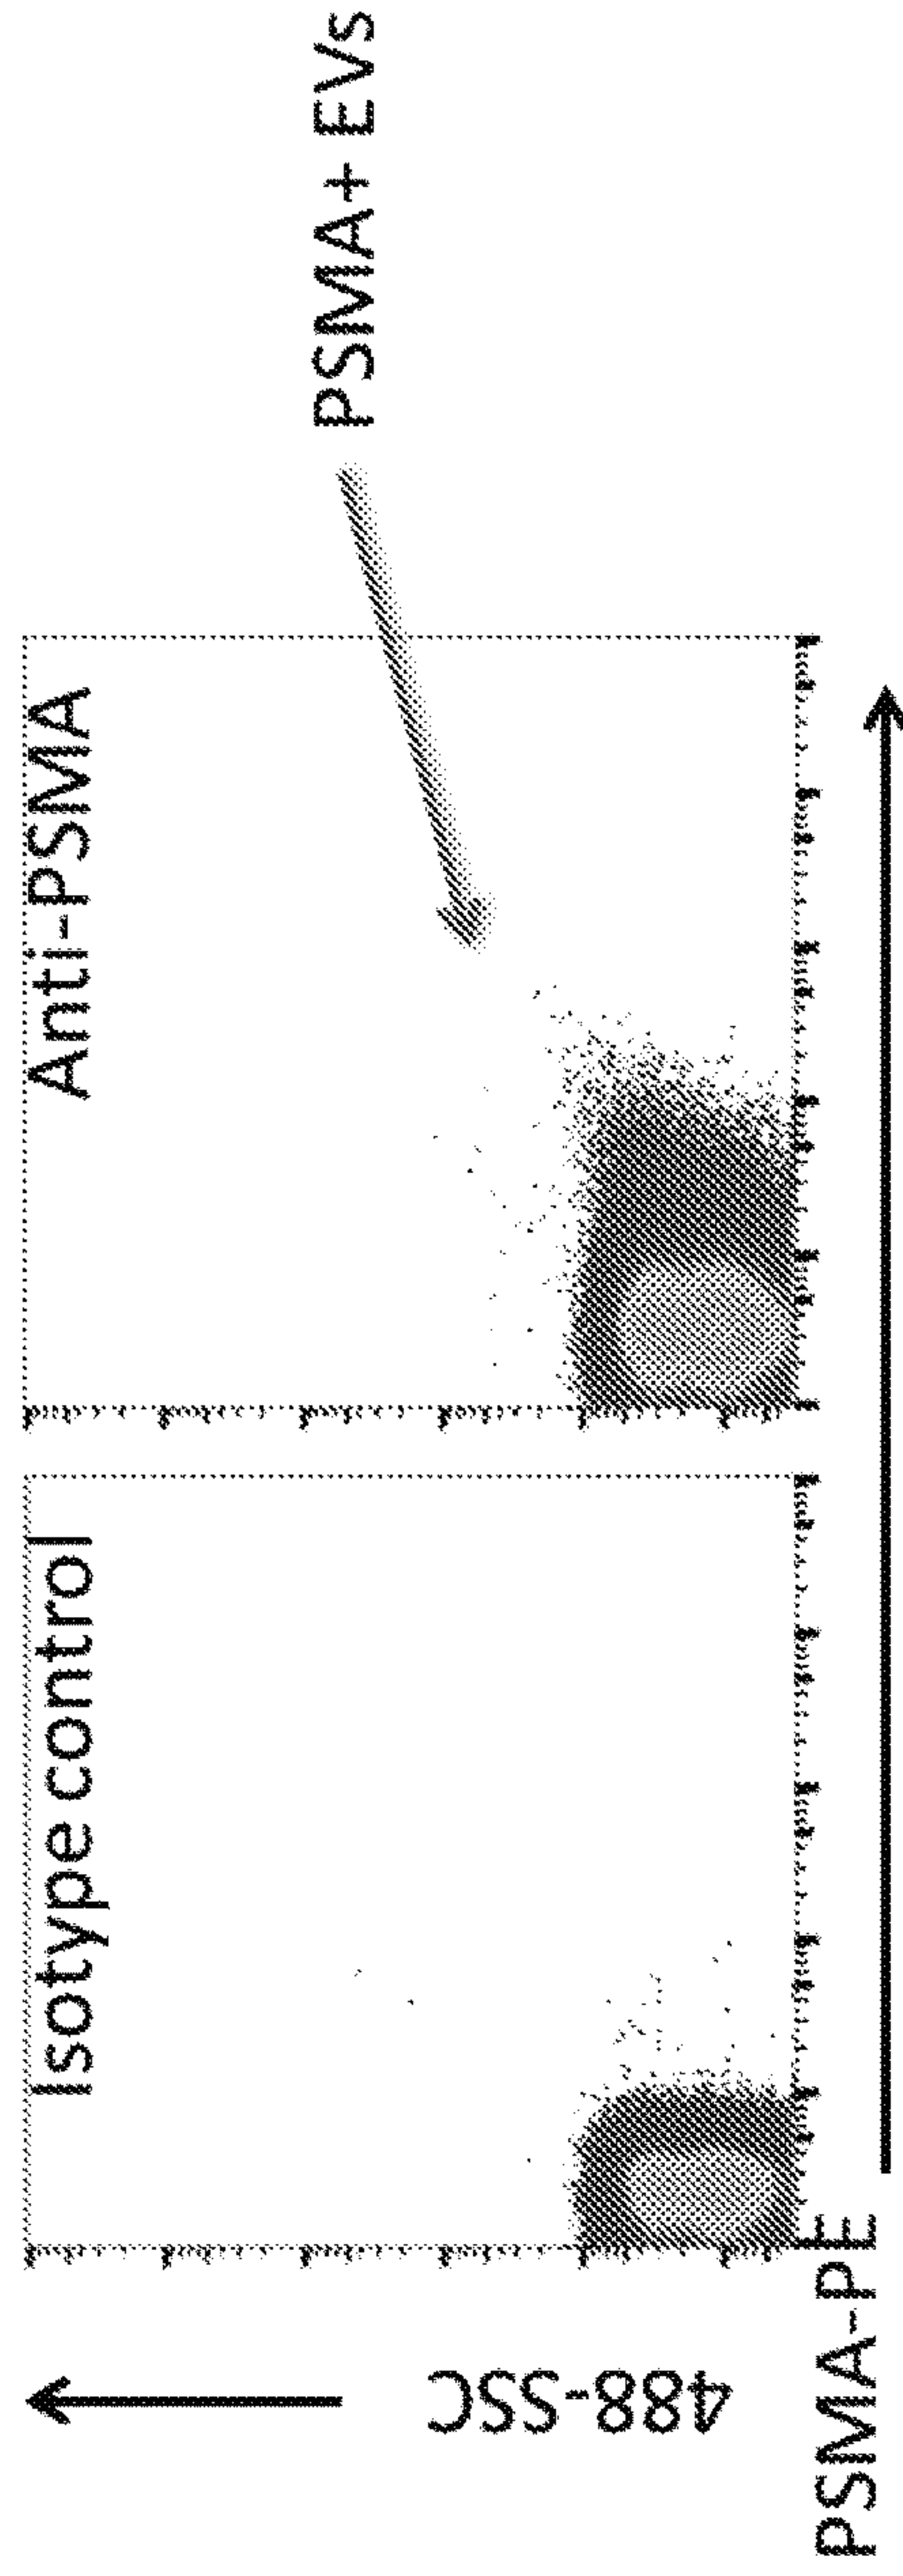 Isotype control
Anti-PSMA
PSMA+ EVs
488-SSC
PSMA-PE